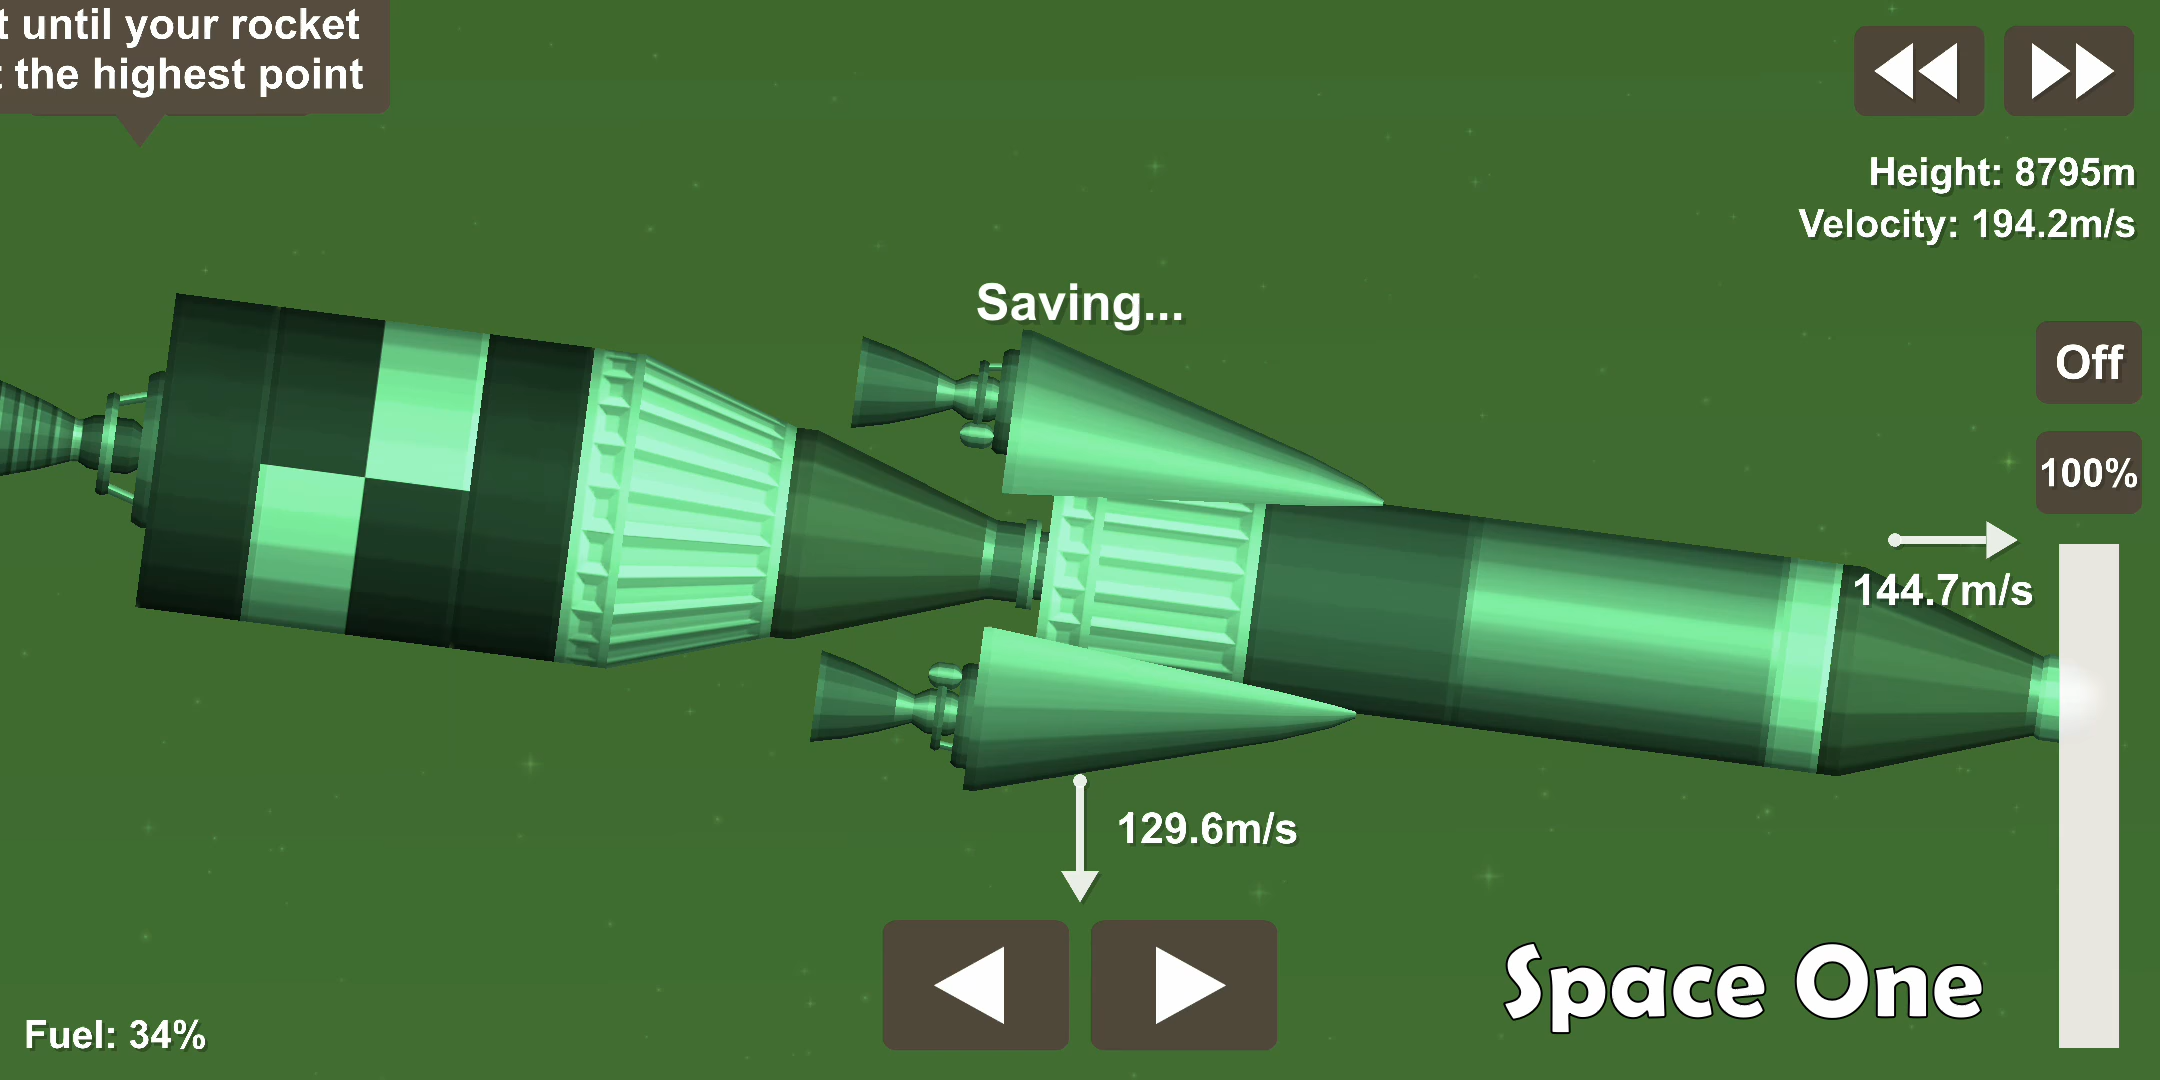 t until your rocket
t the highest point
Height: 8795m
Velocity: 194.2m/s
Saving...
Off
100%
144.7m/s
129.6m/s
Space One
Fuel: 34%